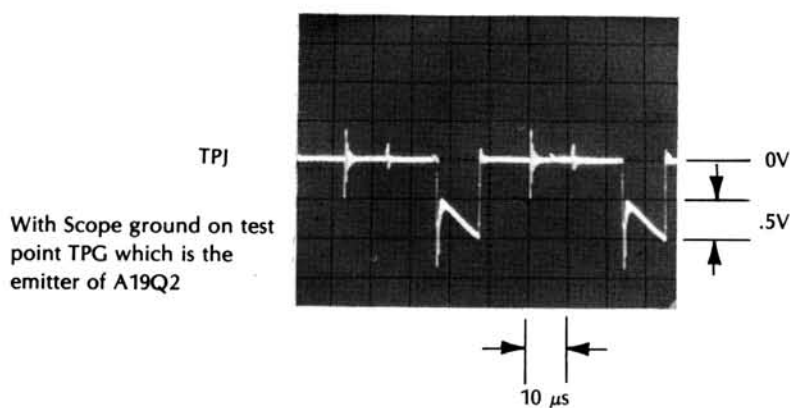 TPJ
0V
With Scope ground on test
point TPG which is the
emitter of A19Q2
.5V
10 μs